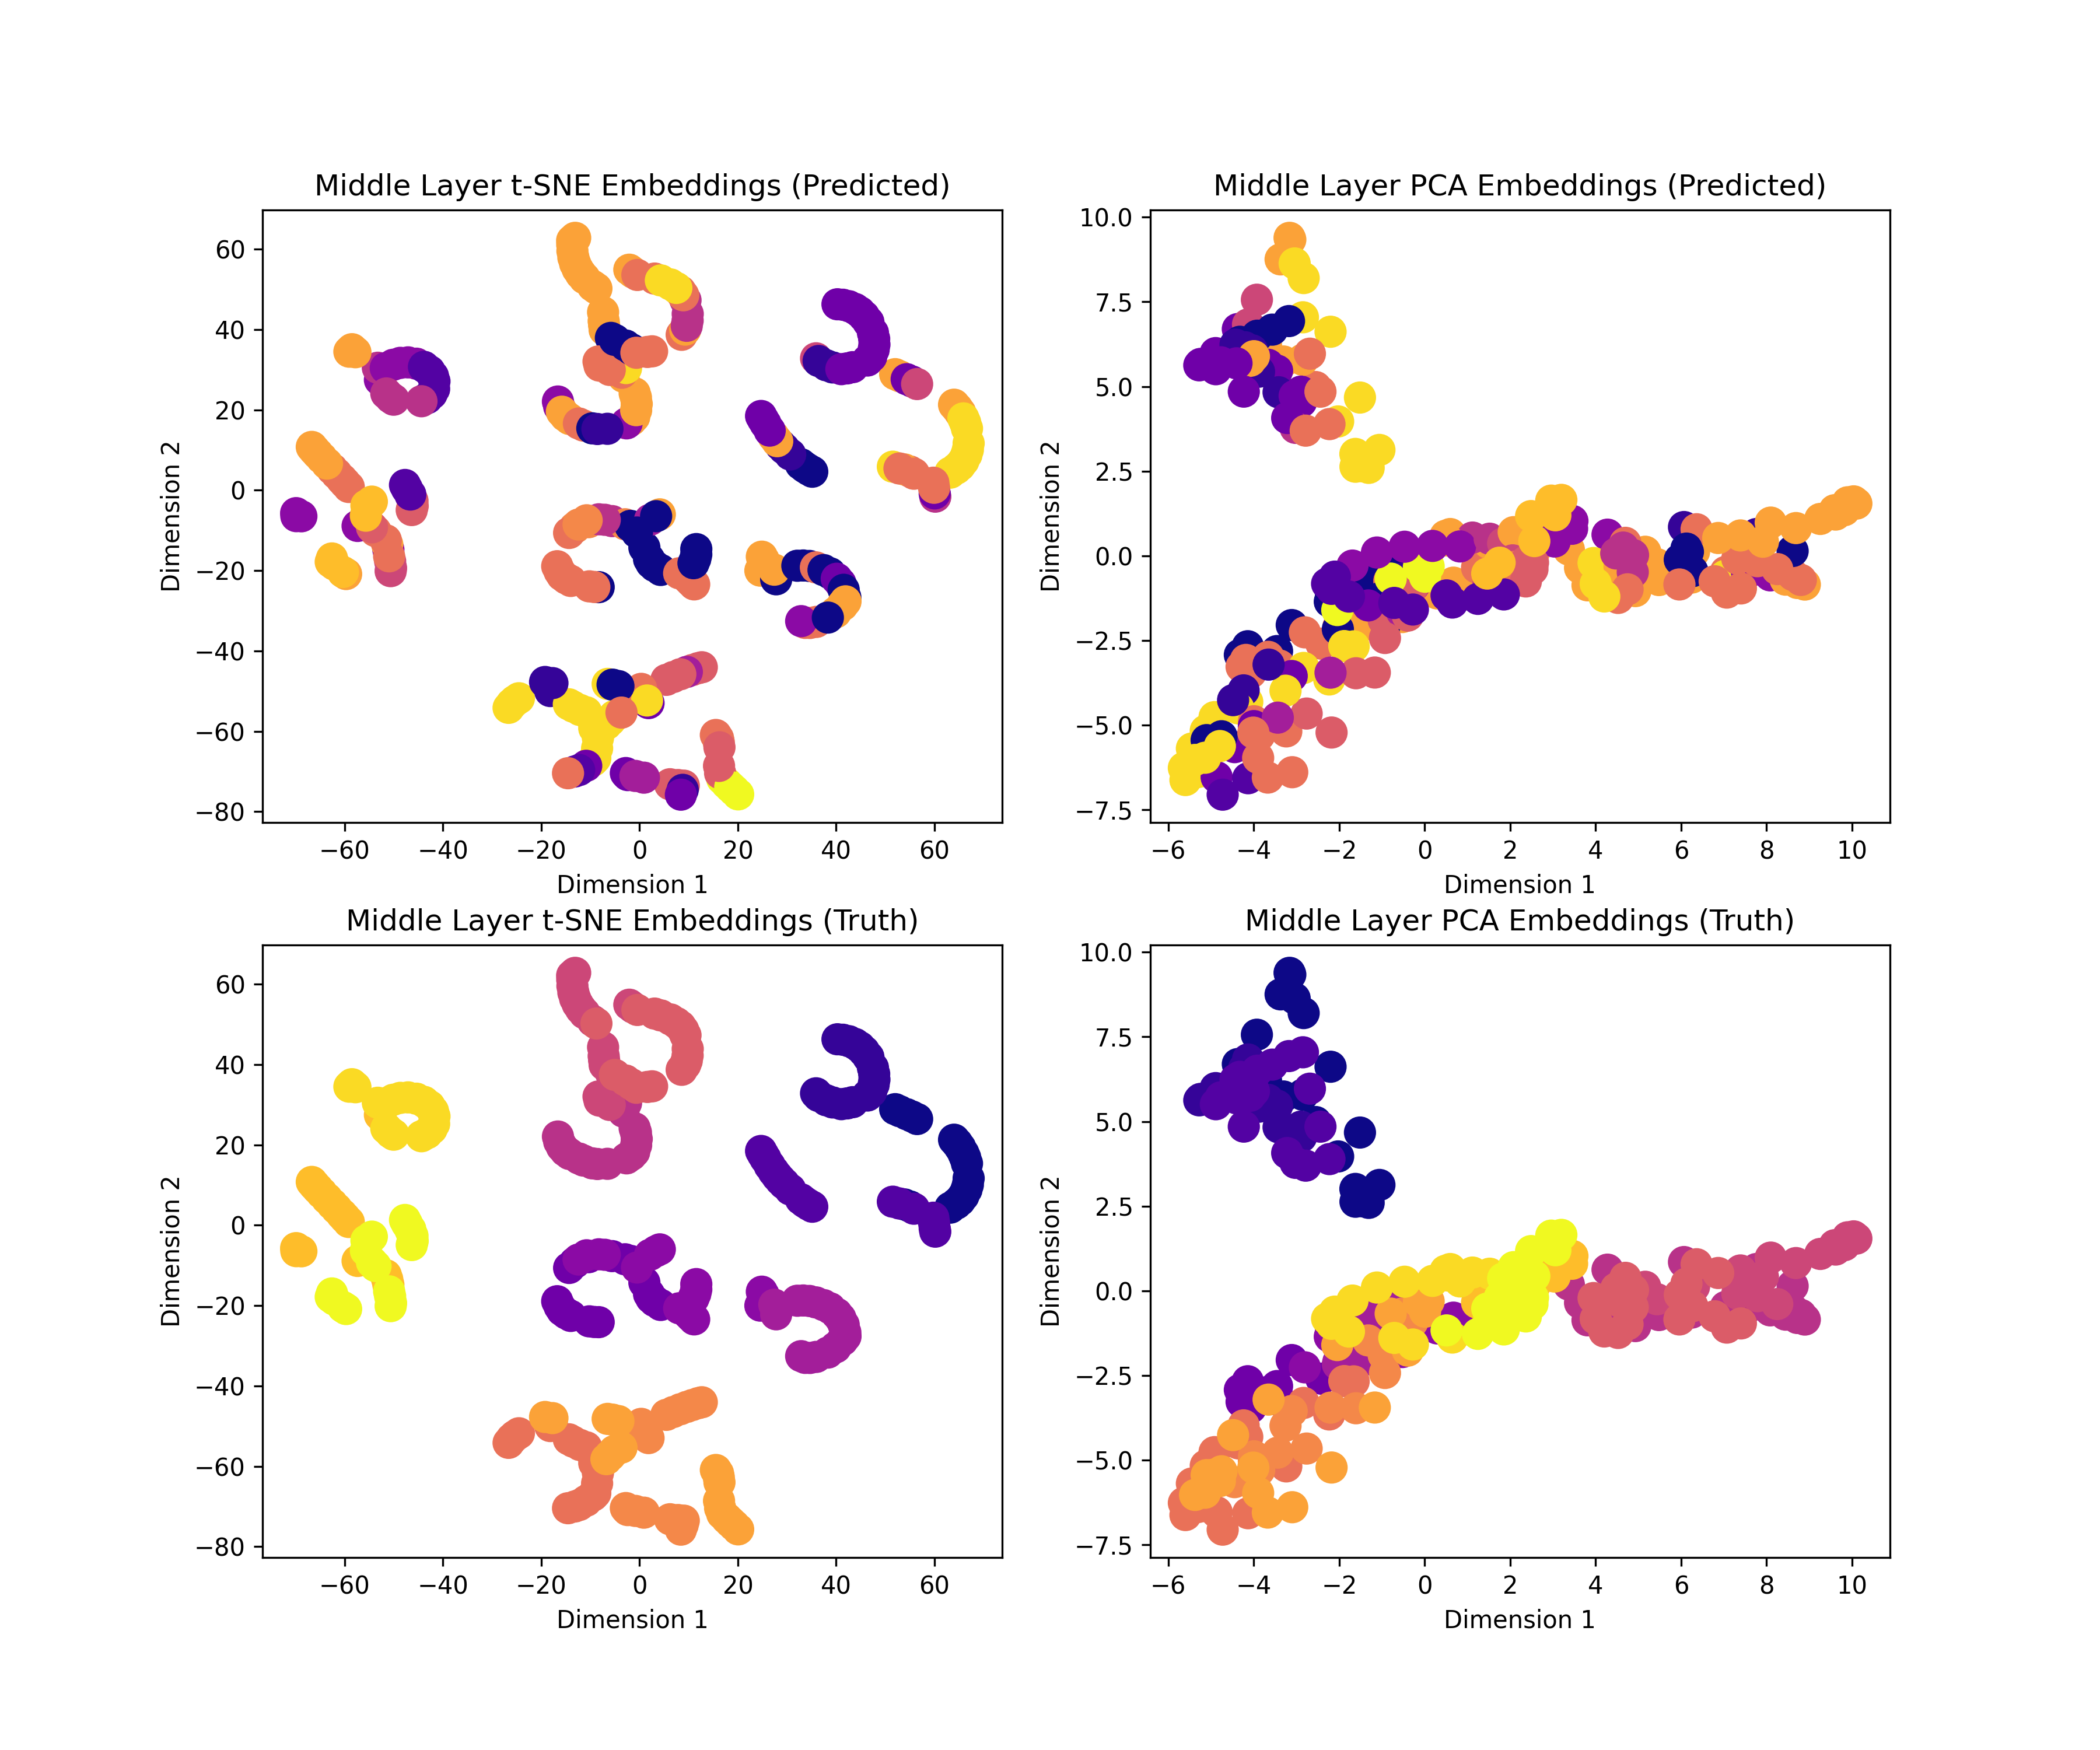 Middle Layer t-SNE Embeddings (Predicted)
60
40
20
0
−20
−40
−60
−80
Dimension 2
−60 −40 −20 0 20 40 60
Dimension 1
Middle Layer PCA Embeddings (Predicted)
10.0
7.5
5.0
2.5
0.0
−2.5
−5.0
−7.5
Dimension 2
−6 −4 −2 0 2 4 6 8 10
Dimension 1
Middle Layer t-SNE Embeddings (Truth)
60
40
20
0
−20
−40
−60
−80
Dimension 2
−60 −40 −20 0 20 40 60
Dimension 1
Middle Layer PCA Embeddings (Truth)
10.0
7.5
5.0
2.5
0.0
−2.5
−5.0
−7.5
Dimension 2
−6 −4 −2 0 2 4 6 8 10
Dimension 1